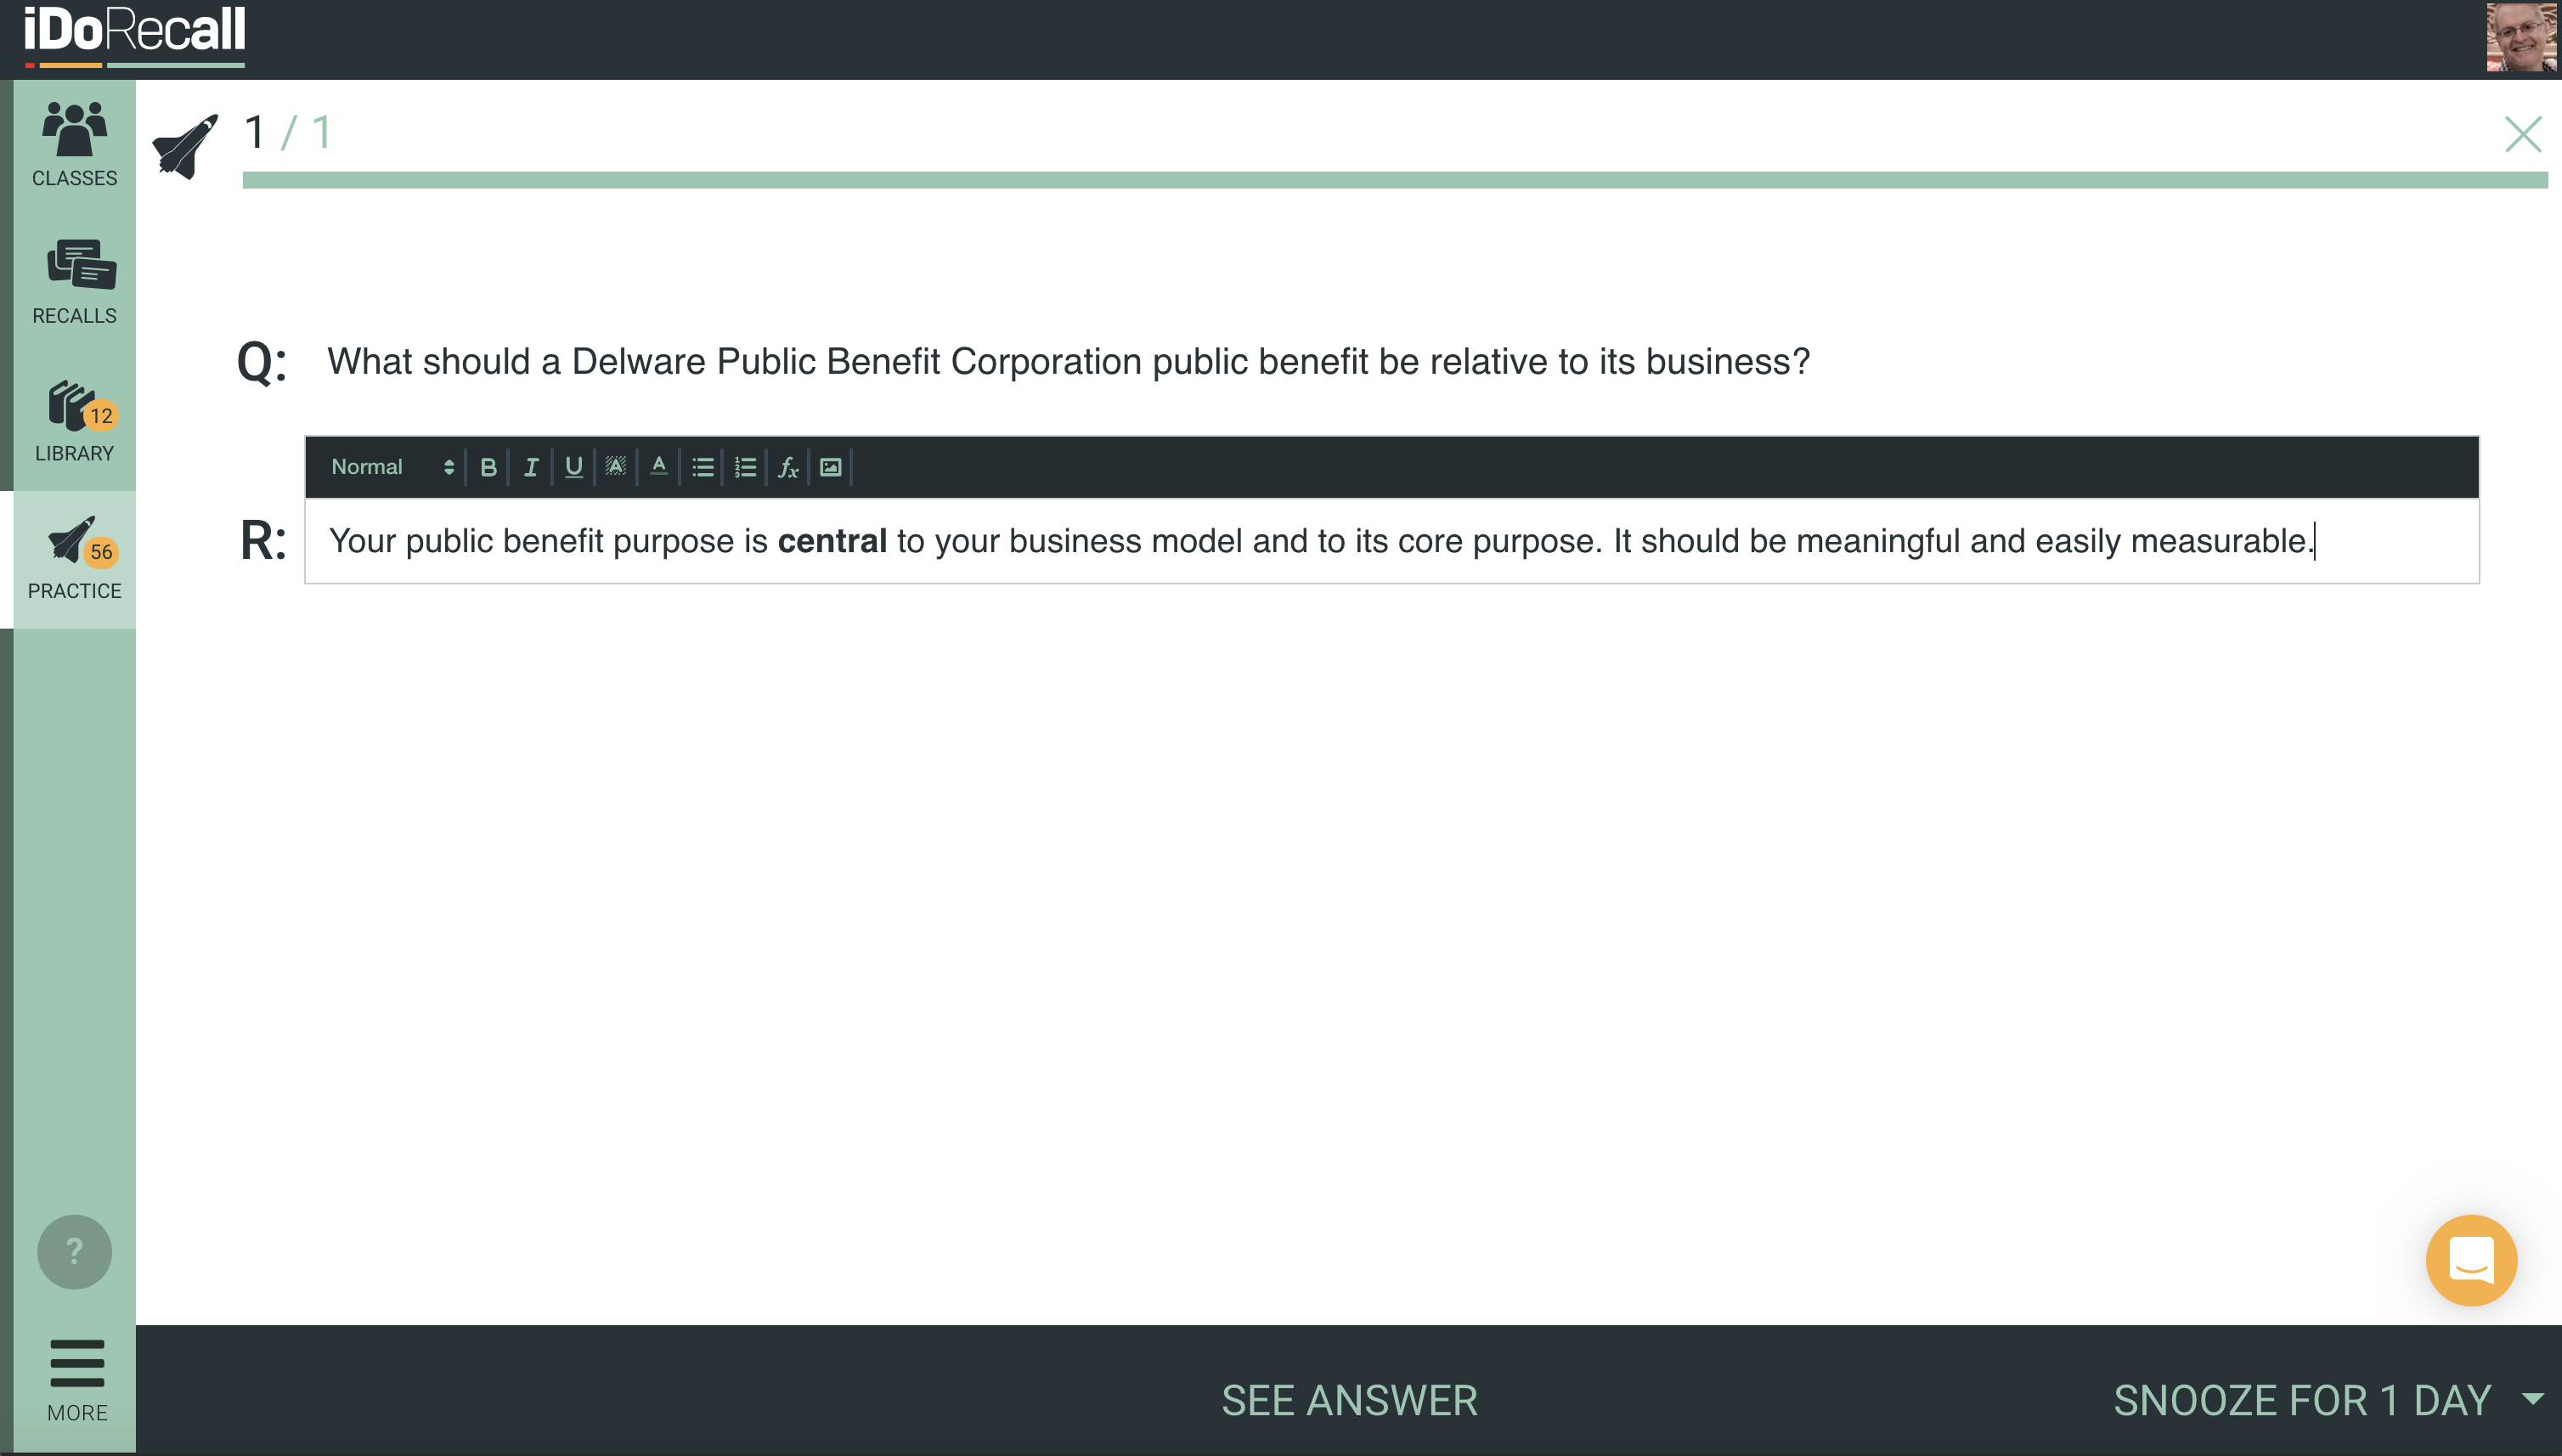 iDoRecall
1 / 1
CLASSES
RECALLS
12
LIBRARY
56
PRACTICE
Q: What should a Delware Public Benefit Corporation public benefit be relative to its business?
Normal B I U A A fx
R: Your public benefit purpose is central to your business model and to its core purpose. It should be meaningful and easily measurable.
?
MORE
SEE ANSWER
SNOOZE FOR 1 DAY